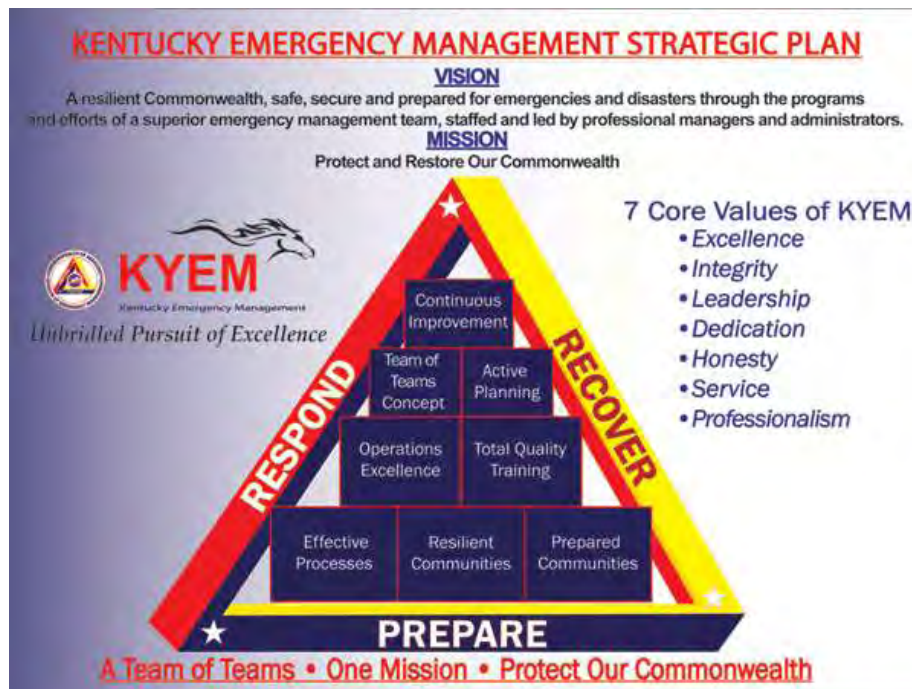 KENTUCKY EMERGENCY MANAGEMENT STRATEGIC PLAN
VISION
A resilient Commonwealth, safe, secure and prepared for emergencies and disasters through the programs
and efforts of a superior emergency management team, staffed and led by professional managers and administrators.
MISSION
Protect and Restore Our Commonwealth
KYEM
Kentucky Emergency Management
Unbridled Pursuit of Excellence
7 Core Values of KYEM
• Excellence
• Integrity
• Leadership
• Dedication
• Honesty
• Service
• Professionalism
RESPOND
RECOVER
Continuous
Improvement
Team of
Teams
Concept
Active
Planning
Operations
Excellence
Total Quality
Training
Effective
Processes
Resilient
Communities
Prepared
Communities
PREPARE
A Team of Teams • One Mission • Protect Our Commonwealth